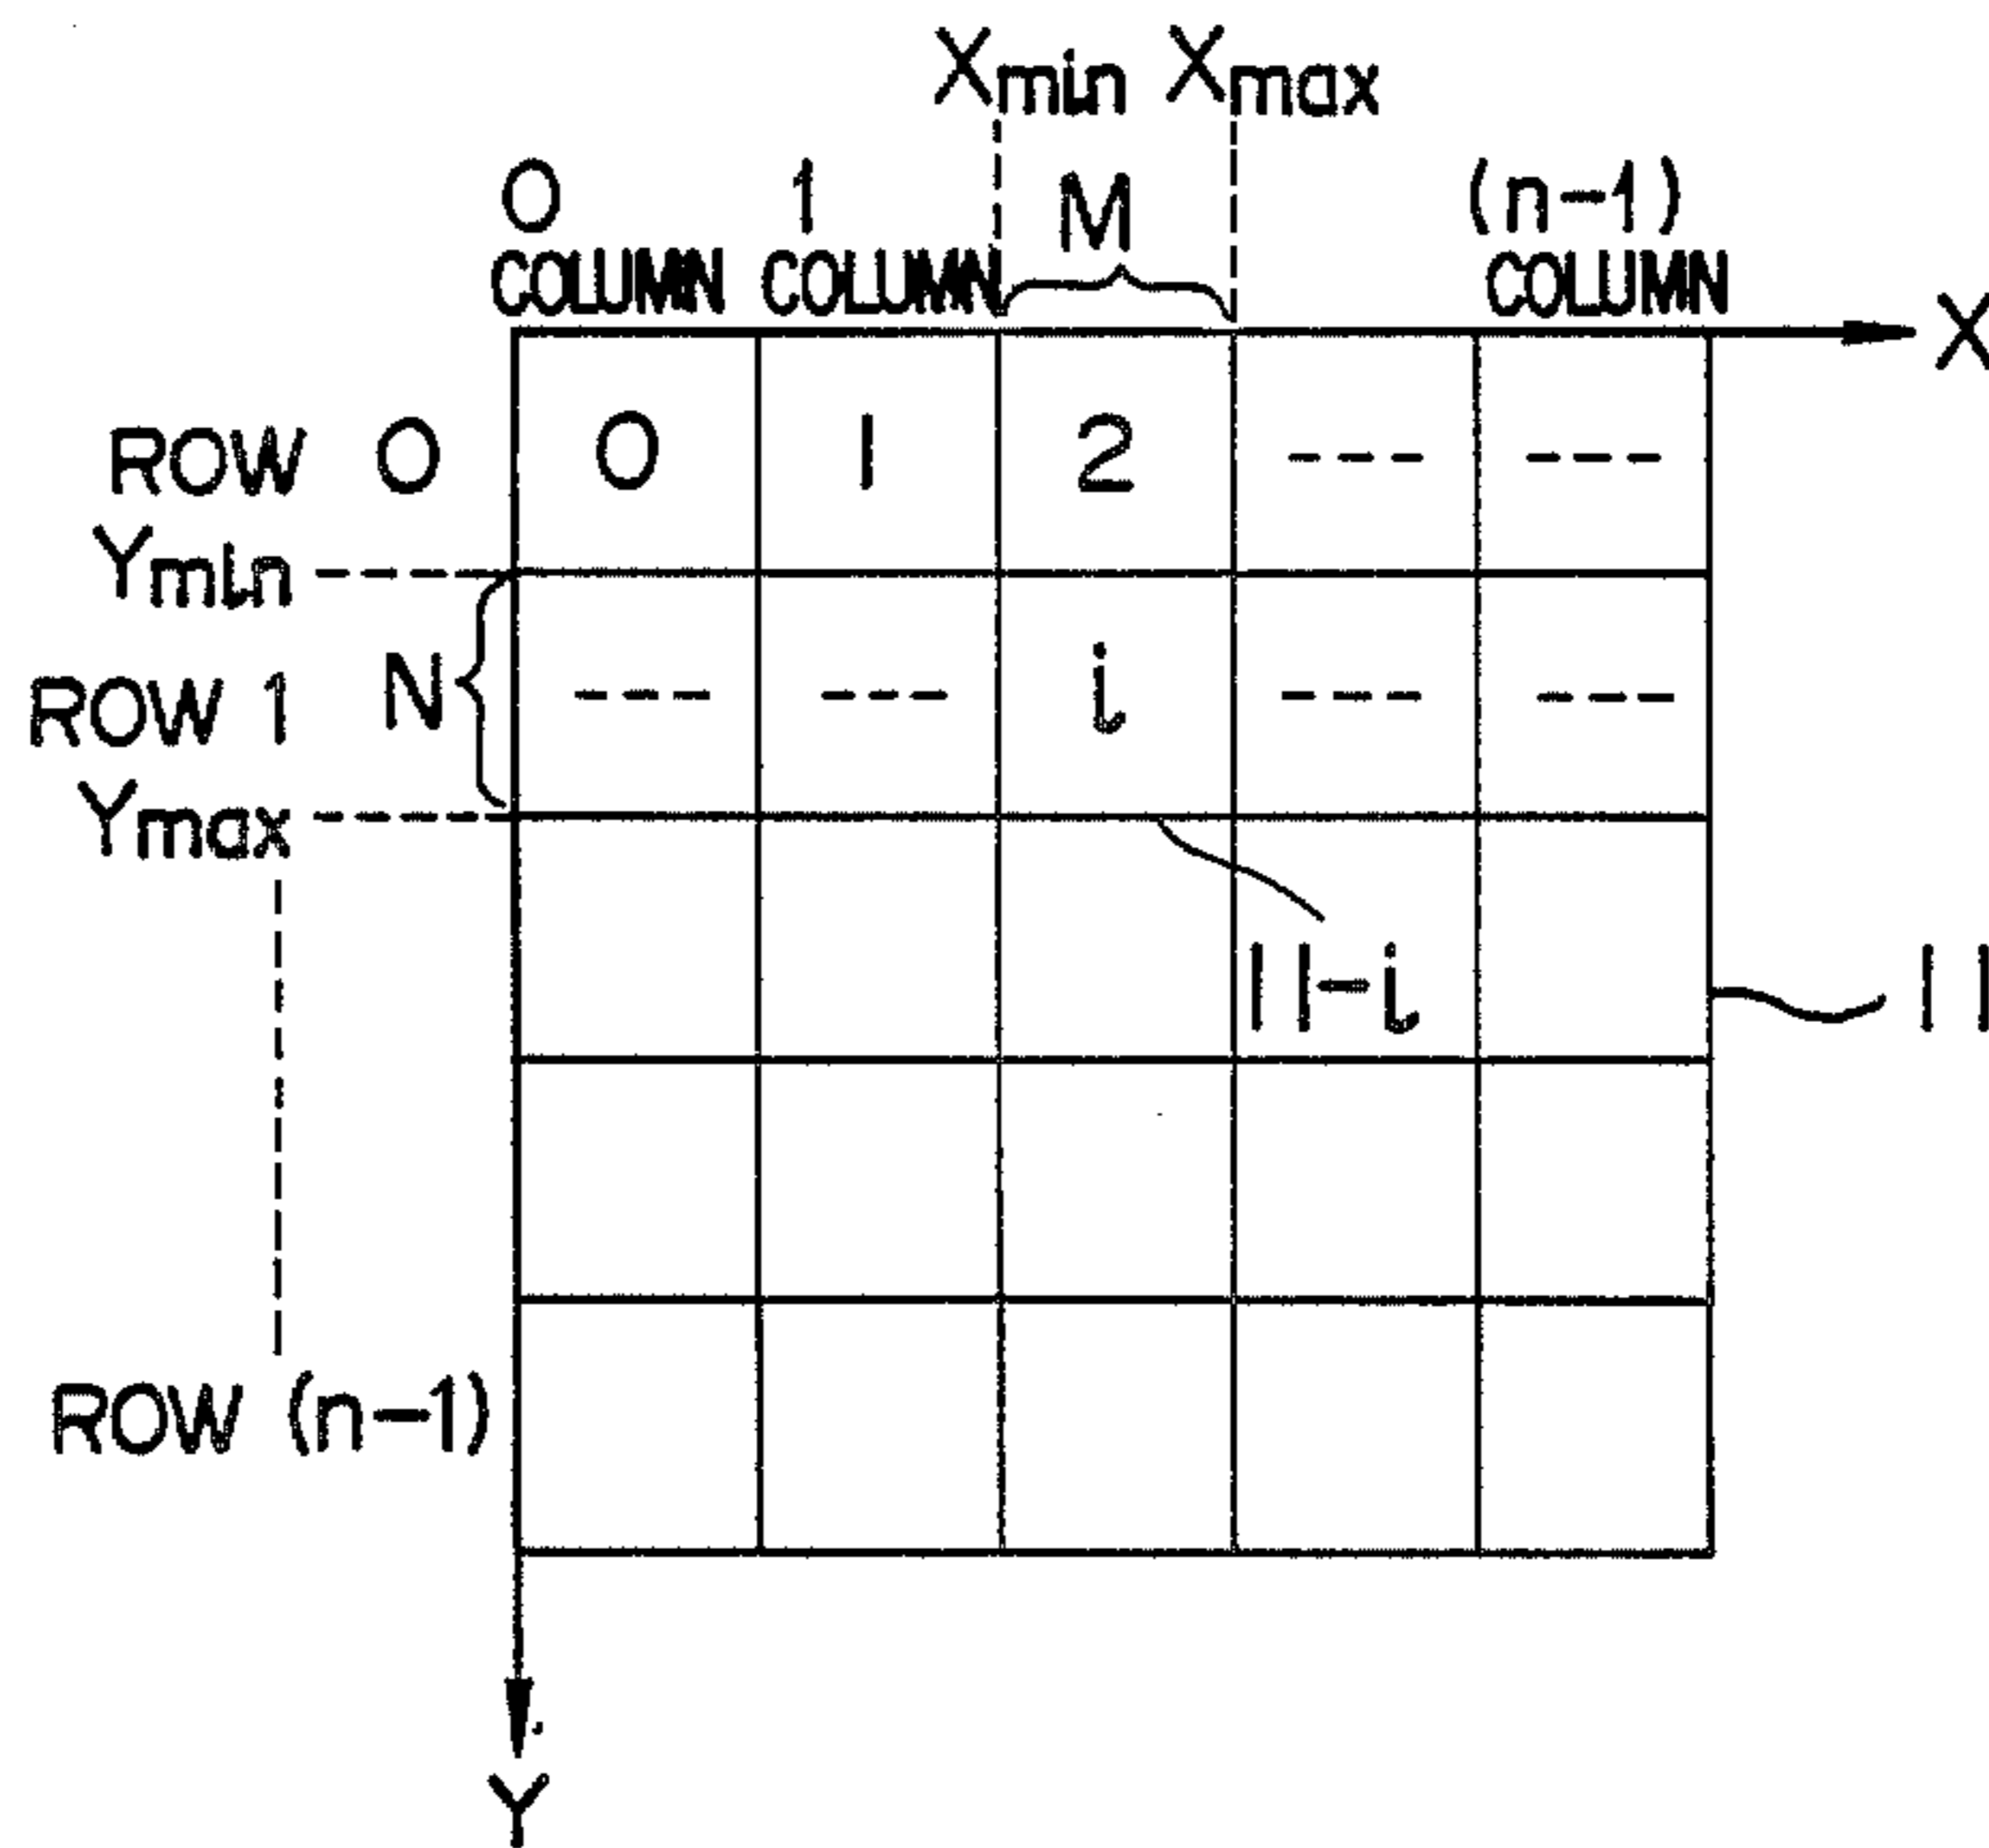 Xmin Xmax
0 1 M (n-1)
COLUMN COLUMN COLUMN
X
ROW 0 0 1 2 --- ---
Ymin
ROW 1 N --- --- i --- ---
Ymax
11-i 11
ROW (n-1)
Y